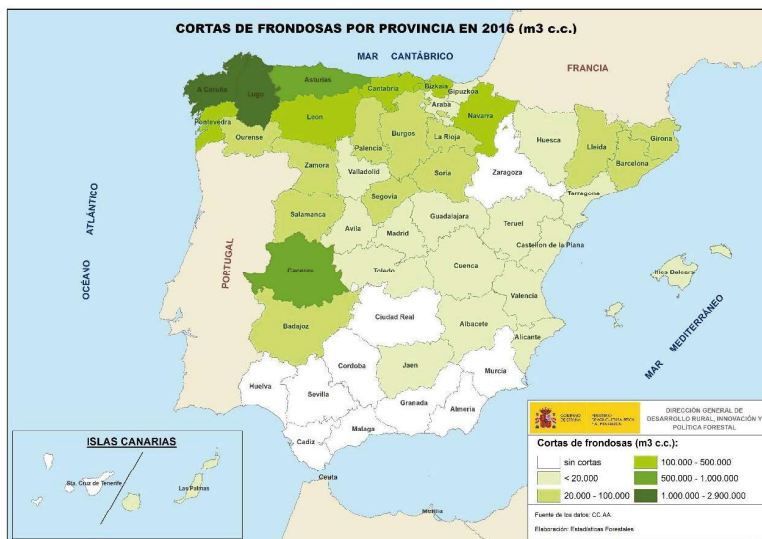 CORTAS DE FRONDOSAS POR PROVINCIA EN 2016 (m3 c.c.)
MAR CANTÁBRICO
FRANCIA
OCÉANO ATLÁNTICO
PORTUGAL
MAR MEDITERRÁNEO
A Coruña
Lugo
Asturias
Cantabria
Bizkaia
Gipuzkoa
Araba
Navarra
Pontevedra
Ourense
Leon
Palencia
Burgos
La Rioja
Huesca
Lleida
Girona
Barcelona
Zamora
Valladolid
Soria
Zaragoza
Tarragona
Segovia
Salamanca
Avila
Madrid
Guadalajara
Teruel
Castellon de la Plana
Caceres
Toledo
Cuenca
Valencia
Illes Balears
Badajoz
Ciudad Real
Albacete
Alicante
Cordoba
Jaen
Murcia
Huelva
Sevilla
Granada
Almeria
Cadiz
Malaga
Ceuta
Melilla
ISLAS CANARIAS
Sta. Cruz de Tenerife
Las Palmas
GOBIERNO
DE ESPAÑA
MINISTERIO
DIRECCIÓN GENERAL DE
DESARROLLO RURAL, INNOVACIÓN Y
POLÍTICA FORESTAL
Cortas de frondosas (m3 c.c.):
sin cortas
< 20.000
20.000 - 100.000
100.000 - 500.000
500.000 - 1.000.000
1.000.000 - 2.900.000
Fuente de los datos: CC.AA.
Elaboración: Estadísticas Forestales